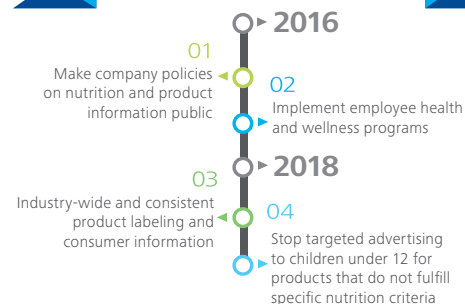 2016
01
Make company policies
on nutrition and product
information public
02
Implement employee health
and wellness programs
2018
03
Industry-wide and consistent
product labeling and
consumer information
04
Stop targeted advertising
to children under 12 for
products that do not fulfill
specific nutrition criteria